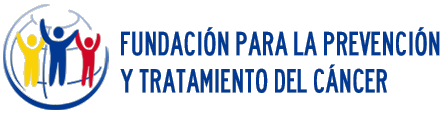 FUNDACIÓN PARA LA PREVENCIÓN
Y TRATAMIENTO DEL CÁNCER